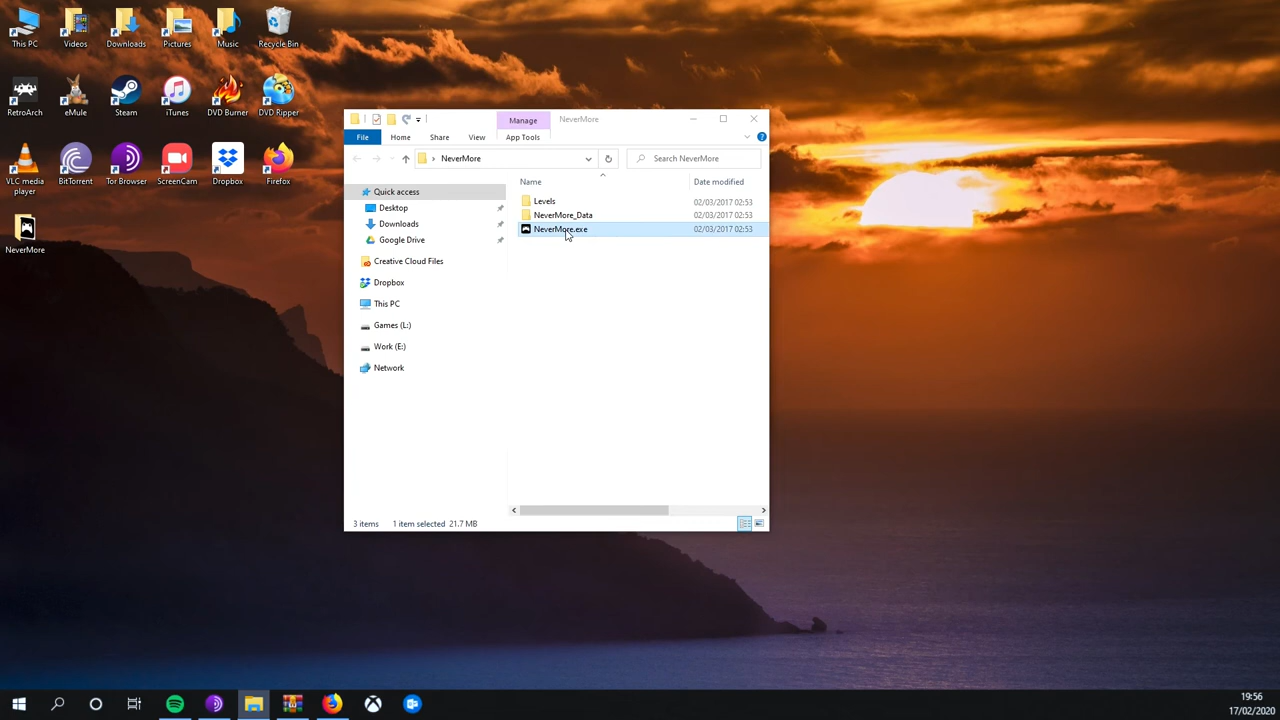 This PC
Videos
Downloads
Pictures
Music
Recycle Bin
RetroArch
eMule
Steam
iTunes
DVD Burner
DVD Ripper
VLC media
player
BitTorrent
Tor Browser
ScreenCam
Dropbox
Firefox
NeverMore
Manage
NeverMore
File
Home
Share
View
App Tools
NeverMore
Search NeverMore
Name
Date modified
Quick access
Desktop
Downloads
Google Drive
Creative Cloud Files
Dropbox
This PC
Games (L:)
Work (E:)
Network
Levels
02/03/2017 02:53
NeverMore_Data
02/03/2017 02:53
NeverMore.exe
02/03/2017 02:53
3 items
1 item selected 21.7 MB
19:56
17/02/2020